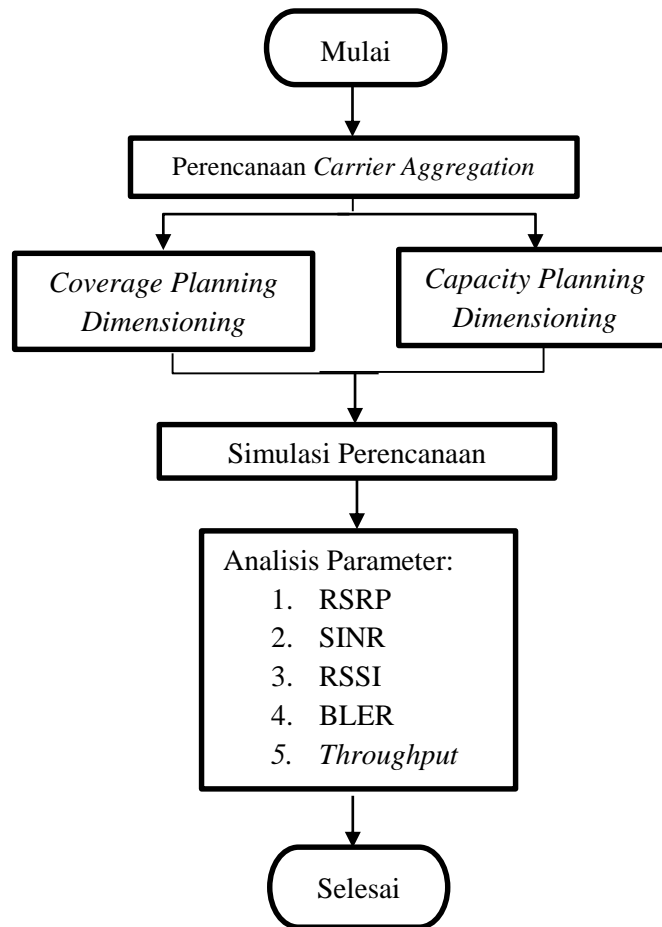 Mulai
Perencanaan Carrier Aggregation
Coverage Planning
Dimensioning
Capacity Planning
Dimensioning
Simulasi Perencanaan
Analisis Parameter:
1. RSRP
2. SINR
3. RSSI
4. BLER
5. Throughput
Selesai